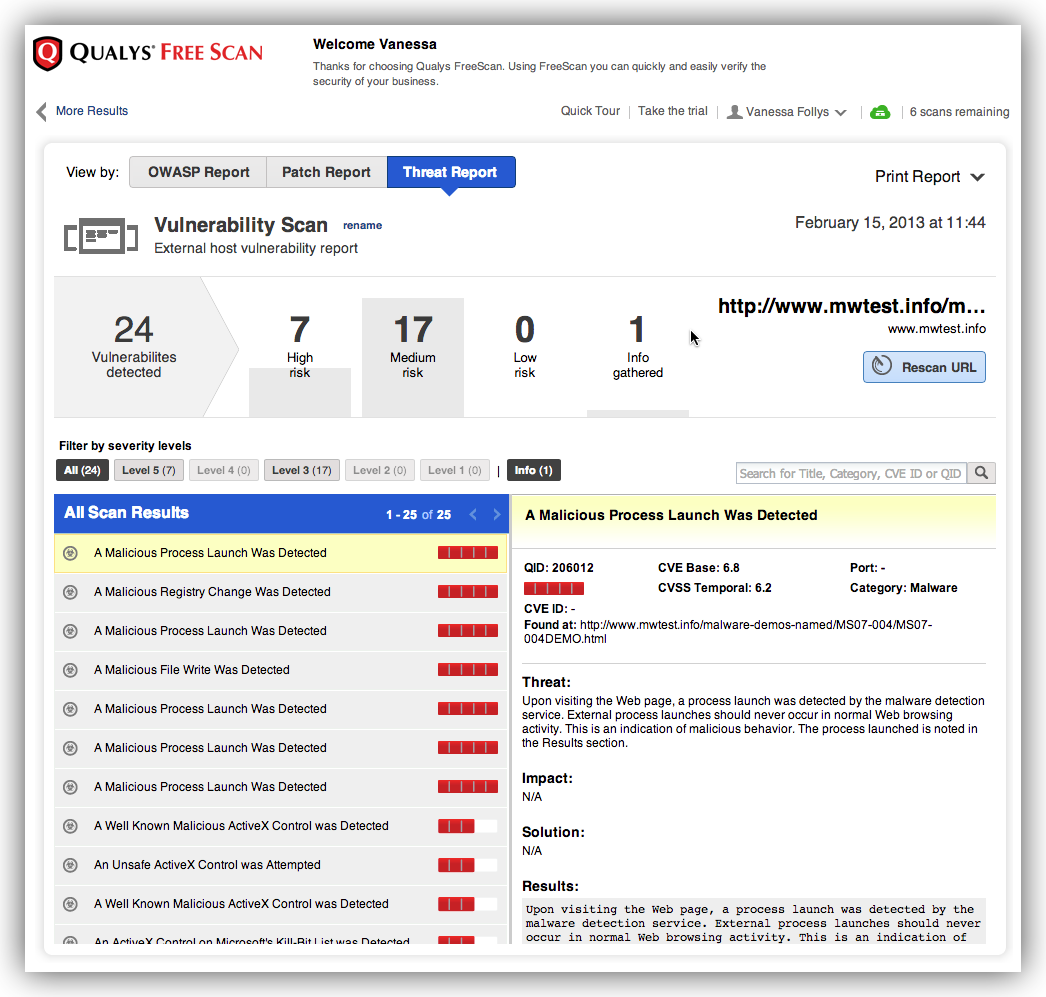 QUALYS® FREE SCAN
Welcome Vanessa
Thanks for choosing Qualys FreeScan. Using FreeScan you can quickly and easily verify the
security of your business.
More Results
Quick Tour | Take the trial | Vanessa Follys | 6 scans remaining
View by: OWASP Report Patch Report Threat Report
Print Report
Vulnerability Scan rename
External host vulnerability report
February 15, 2013 at 11:44
24
Vulnerabilites
detected
7
High
risk
17
Medium
risk
0
Low
risk
1
Info
gathered
http://www.mwtest.info/m...
www.mwtest.info
Rescan URL
Filter by severity levels
All (24) Level 5 (7) Level 4 (0) Level 3 (17) Level 2 (0) Level 1 (0) | Info (1)
Search for Title, Category, CVE ID or QID
All Scan Results 1 - 25 of 25
A Malicious Process Launch Was Detected
A Malicious Registry Change Was Detected
A Malicious Process Launch Was Detected
A Malicious File Write Was Detected
A Malicious Process Launch Was Detected
A Malicious Process Launch Was Detected
A Malicious Process Launch Was Detected
A Well Known Malicious ActiveX Control was Detected
An Unsafe ActiveX Control was Attempted
A Well Known Malicious ActiveX Control was Detected
An ActiveX Control on Microsoft's Kill-Bit List was Detected
A Malicious Process Launch Was Detected
QID: 206012 CVE Base: 6.8 Port: -
CVSS Temporal: 6.2 Category: Malware
CVE ID: -
Found at: http://www.mwtest.info/malware-demos-named/MS07-004/MS07-
004DEMO.html
Threat:
Upon visiting the Web page, a process launch was detected by the malware detection
service. External process launches should never occur in normal Web browsing
activity. This is an indication of malicious behavior. The process launched is noted in
the Results section.
Impact:
N/A
Solution:
N/A
Results:
Upon visiting the Web page, a process launch was detected by the
malware detection service. External process launches should never
occur in normal Web browsing activity. This is an indication of